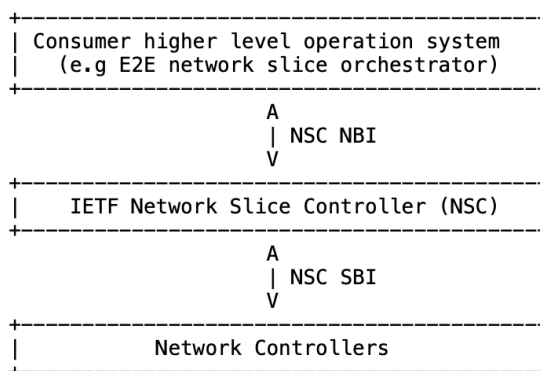 Consumer higher level operation system
(e.g E2E network slice orchestrator)
A
| NSC NBI
V
IETF Network Slice Controller (NSC)
A
| NSC SBI
V
Network Controllers